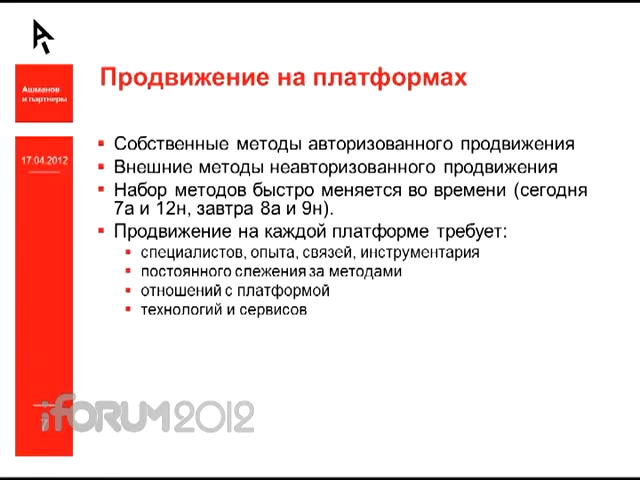 Продвижение на платформах
Ашманов
и партнеры
17.04.2012
Собственные методы авторизованного продвижения
Внешние методы неавторизованного продвижения
Набор методов быстро меняется во времени (сегодня
7а и 12н, завтра 8а и 9н).
Продвижение на каждой платформе требует:
специалистов, опыта, связей, инструментария
постоянного слежения за методами
отношений с платформой
технологий и сервисов
7
iFORUM2012